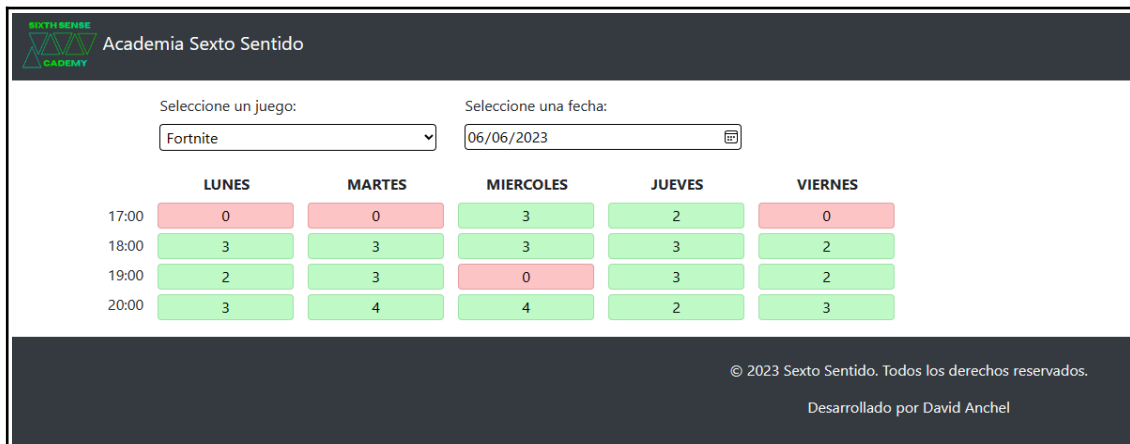 SIXTH SENSE
CADEMY
Academia Sexto Sentido
Seleccione un juego: Seleccione una fecha:
Fortnite 06/06/2023
LUNES MARTES MIERCOLES JUEVES VIERNES
17:00 0 0 3 2 0
18:00 3 3 3 3 2
19:00 2 3 0 3 2
20:00 3 4 4 2 3
© 2023 Sexto Sentido. Todos los derechos reservados.
Desarrollado por David Anchel